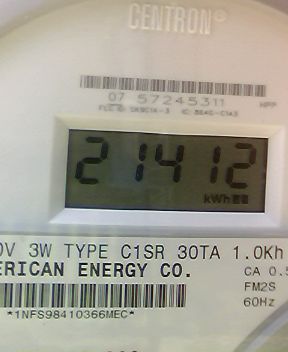 CENTRON®
07 57245311
HPP
21412
kWh
0V 3W TYPE C1SR 30TA 1.0Kh
ERICAN ENERGY CO.
CA 0.5
FM2S
60Hz
*1NFS98410366MEC*